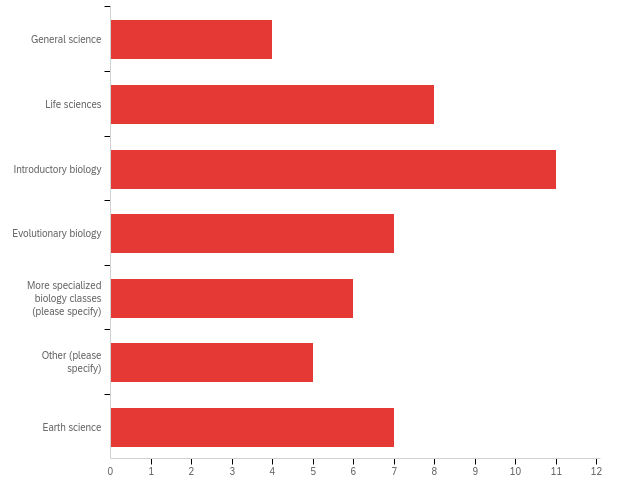 General science
Life sciences
Introductory biology
Evolutionary biology
More specialized
biology classes
(please specify)
Other (please
specify)
Earth science
0 1 2 3 4 5 6 7 8 9 10 11 12